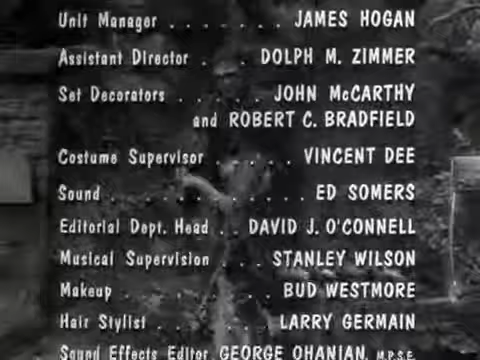 Unit Manager . . . . . . . JAMES HOGAN
Assistant Director . . . DOLPH M. ZIMMER
Set Decorators . . . . . JOHN McCARTHY
and ROBERT C. BRADFIELD
Costume Supervisor . . . . . VINCENT DEE
Sound . . . . . . . . . . . ED SOMERS
Editorial Dept. Head . . DAVID J. O'CONNELL
Musical Supervision . . . STANLEY WILSON
Makeup . . . . . . . . BUD WESTMORE
Hair Stylist . . . . . . LARRY GERMAIN
Sound Effects Editor GEORGE OHANIAN, M.P.S.E.